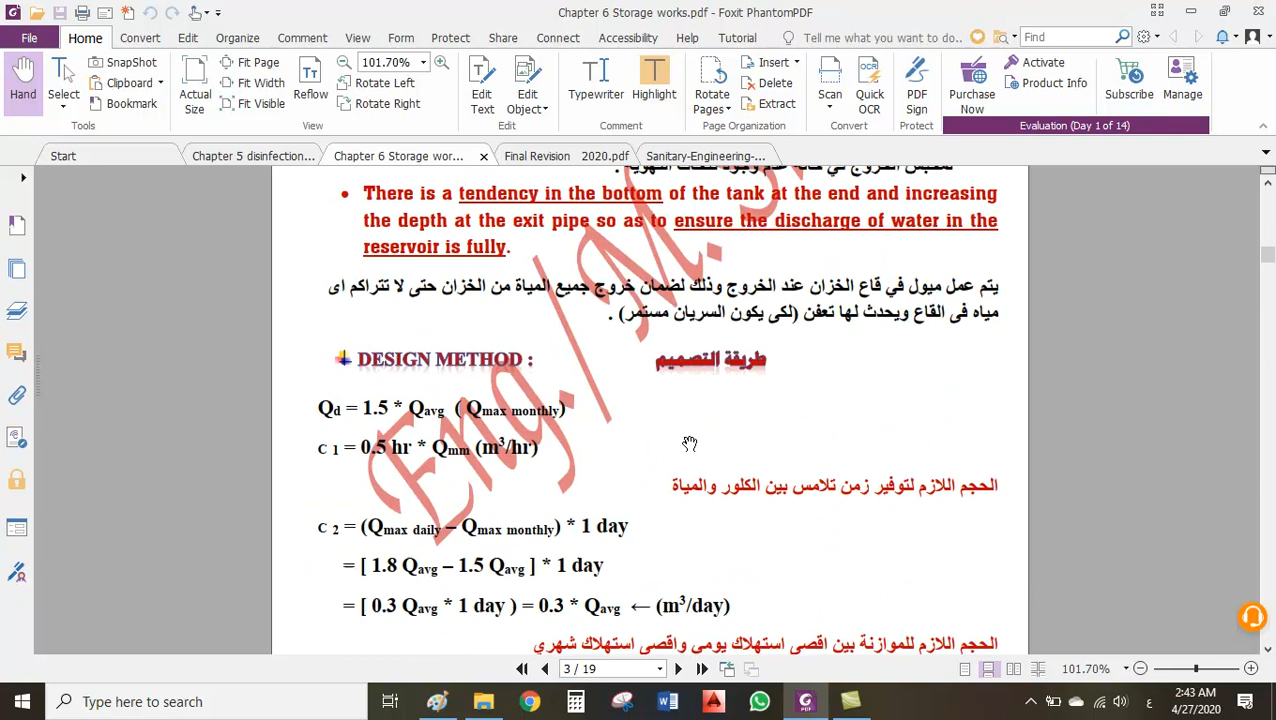 Chapter 6 Storage works.pdf - Foxit PhantomPDF
File Home Convert Edit Organize Comment View Form Protect Share Connect Accessibility Help Tutorial Tell me what you want to do... Find
Hand Select SnapShot Clipboard Bookmark
Actual Size Fit Page Fit Width Fit Visible Reflow 101.70% Rotate Left Rotate Right
Edit Text Edit Object Typewriter Highlight
Rotate Pages Insert Delete Extract
Scan Quick OCR PDF Sign Purchase Now Activate Product Info Subscribe Manage
Tools View Edit Comment Page Organization Convert Protect Evaluation (Day 1 of 14)
Start Chapter 5 disinfection... Chapter 6 Storage wor... Final Revision 2020.pdf Sanitary-Engineering-...
• There is a tendency in the bottom of the tank at the end and increasing
the depth at the exit pipe so as to ensure the discharge of water in the
reservoir is fully.
يتم عمل ميول في قاع الخزان عند الخروج وذلك لضمان خروج جميع المياة من الخزان حتى لا تتراكم اى
مياه فى القاع ويحدث لها تعفن (لكى يكون السريان مستمر) .
DESIGN METHOD : طريقة التصميم
Qd = 1.5 * Qavg ( Qmax monthly)
C 1 = 0.5 hr * Qmm (m³/hr)
الحجم اللازم لتوفير زمن تلامس بين الكلور والمياة
C 2 = (Qmax daily – Qmax monthly) * 1 day
= [ 1.8 Qavg – 1.5 Qavg ] * 1 day
= [ 0.3 Qavg * 1 day ) = 0.3 * Qavg ← (m³/day)
الحجم اللازم للموازنة بين اقصى استهلاك يومى واقصى استهلاك شهري
Eng./M.
3 / 19 101.70%
Type here to search
ع 2:43 AM
4/27/2020